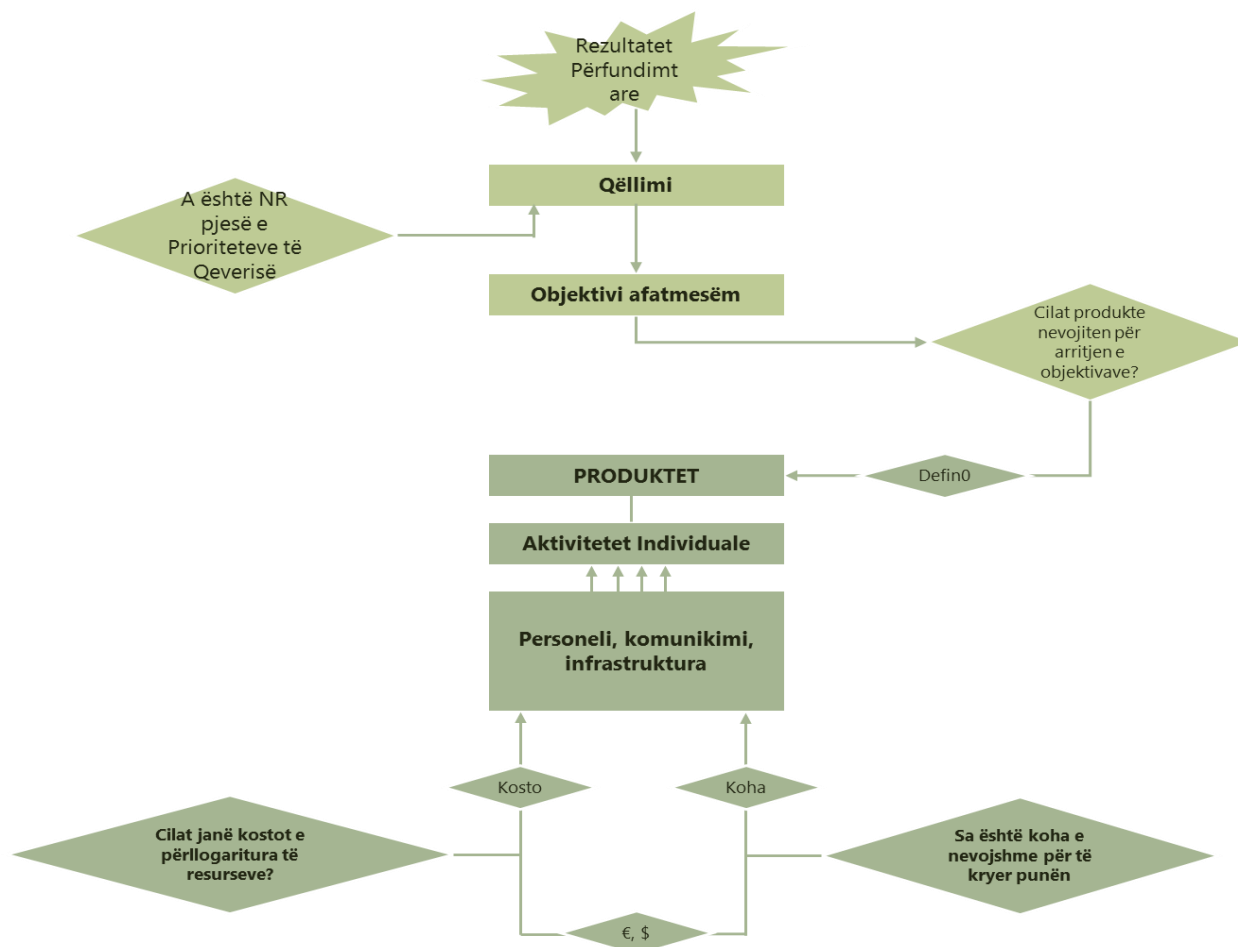 Rezultatet
Përfundimt
are
Qëllimi
A është NR
pjesë e
Prioriteteve të
Qeverisë
Objektivi afatmesëm
Cilat produkte
nevojiten për
arritjen e
objektivave?
PRODUKTET
Defin0
Aktivitetet Individuale
Personeli, komunikimi,
infrastruktura
Kosto
Koha
Cilat janë kostot e
përllogaritura të
resurseve?
Sa është koha e
nevojshme për të
kryer punën
€, $